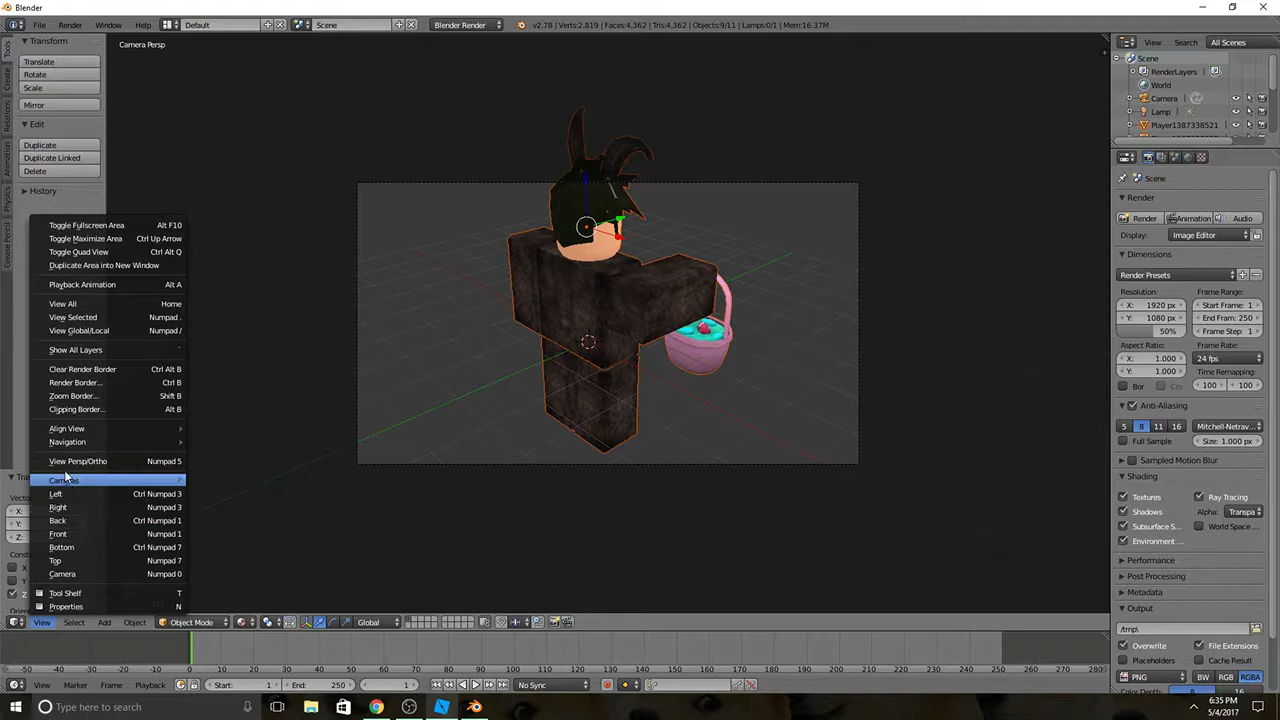 Blender
File Render Window Help Default Scene Blender Render v2.78 | Verts:2,819 | Faces:4,362 | Tris:4,362 | Objects:9/11 | Lamps:0/1 | Mem:16.37M
View Search All Scenes
Camera Persp
Transform
Translate
Rotate
Scale
Mirror
Edit
Duplicate
Duplicate Linked
Delete
History
Tools
Create
Relations
Animation
Physics
Grease Pencil
Toggle Fullscreen Area Alt F10
Toggle Maximize Area Ctrl Up Arrow
Toggle Quad View Ctrl Alt Q
Duplicate Area into New Window
Playback Animation Alt A
View All Home
View Selected Numpad .
View Global/Local Numpad /
Show All Layers `
Clear Render Border Ctrl Alt B
Render Border... Ctrl B
Zoom Border... Shift B
Clipping Border... Alt B
Align View
Navigation
View Persp/Ortho Numpad 5
Cameras
Left Ctrl Numpad 3
Right Numpad 3
Back Ctrl Numpad 1
Front Numpad 1
Bottom Ctrl Numpad 7
Top Numpad 7
Camera Numpad 0
Tool Shelf T
Properties N
X:
Y:
Z:
X
Y
Z
View Select Add Object Object Mode Global
Scene
RenderLayers
World
Camera
Lamp
Player1387338521
Scene
Render
Render Animation Audio
Display: Image Editor
Dimensions
Render Presets
Resolution: Frame Range:
X: 1920 px Start Frame: 1
Y: 1080 px End Fram: 250
50% Frame Step: 1
Aspect Ratio: Frame Rate:
X: 1.000 24 fps
Y: 1.000 Time Remapping:
Bor Cro 100 100
Anti-Aliasing
5 8 11 16 Mitchell-Netrav...
Full Sample Size: 1.000 px
Sampled Motion Blur
Shading
Textures Ray Tracing
Shadows Alpha: Transpa
Subsurface S... World Space ...
Environment ...
Performance
Post Processing
Metadata
Output
/tmp\
Overwrite File Extensions
Placeholders Cache Result
PNG BW RGB RGBA
Color Depth: 8 16
-50 -40 -30 -20 -10 0 10 20 30 40 50 60 70 80 90 100 110 120 130 140 150 160 170 180 190 200 210 220 230 240 250 260 270 280
View Marker Frame Playback Start: 1 End: 250 1 No Sync
Type here to search
6:35 PM
5/4/2017